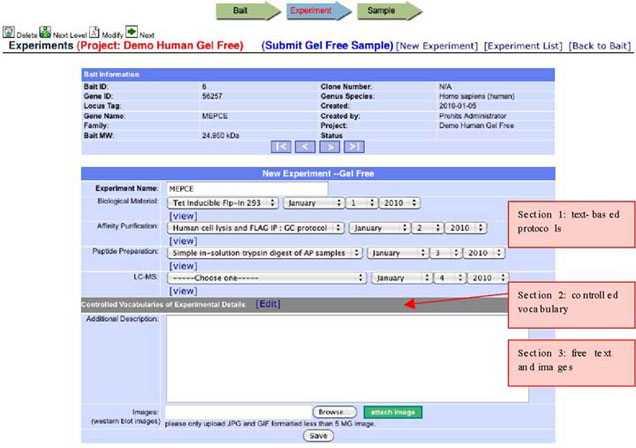 Bait Experiment Sample
Delete Next Level Modify Next
Experiments (Project: Demo Human Gel Free) (Submit Gel Free Sample) [New Experiment] [Experiment List] [Back to Bait]
Bait Information
Bait ID: 6 Clone Number: N/A
Gene ID: 56257 Genus Species: Homo sapiens (human)
Locus Tag: Created: 2010-01-05
Gene Name: MEPCE Created by: Prohits Administrator
Family: Project: Demo Human Gel Free
Bait MW: 24.950 kDa Status
|< < > >|
New Experiment --Gel Free
Experiment Name: MEPCE
Biological Material: Tet Inducible Flp-In 293 January 1 2010
[view]
Affinity Purification: Human cell lysis and FLAG IP : GC protocol January 2 2010
[view]
Peptide Preparation: Simple in-solution trypsin digest of AP samples January 3 2010
[view]
LC-MS: -----Choose one----- January 4 2010
[view]
Controlled Vocabularies of Experimental Details [Edit]
Additional Description:
Images: Browse... attach image
(western blot images) please only upload JPG and GIF formatted less than 5 MG image.
Save
Section 1: text-based
protocols
Section 2: controlled
vocabulary
Section 3: free text
and images